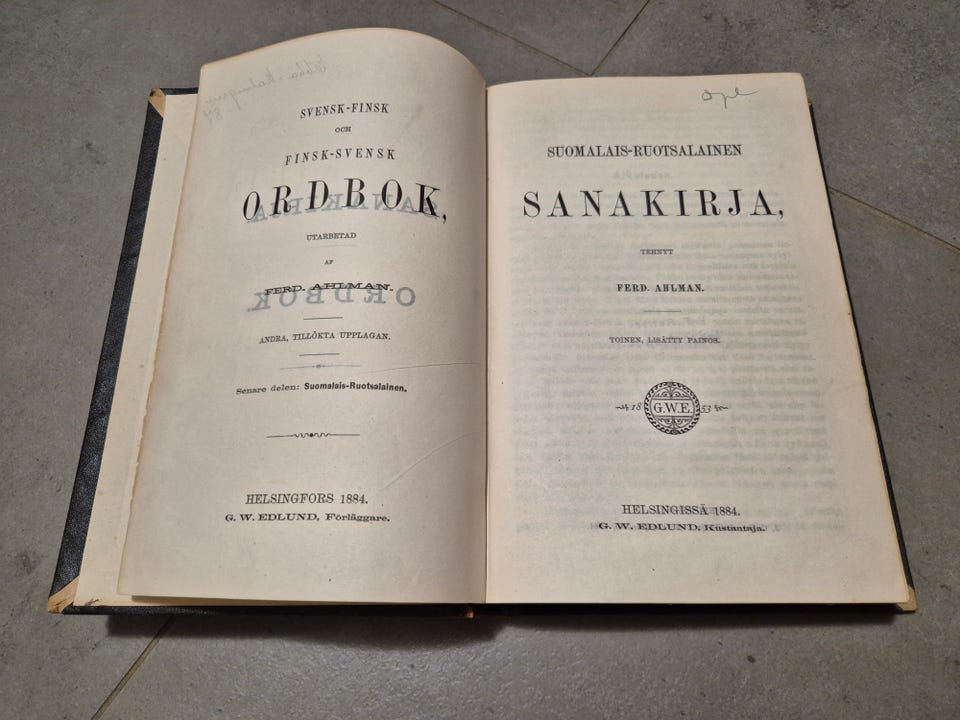 SVENSK-FINSK
OCH
FINSK-SVENSK
ORDBOK,
UTARBETAD
AF
FERD. AHLMAN.
ANDRA, TILLÖKTA UPPLAGAN.
Senare delen: Suomalais-Ruotsalainen.
HELSINGFORS 1884.
G. W. EDLUND, Förläggare.
SUOMALAIS-RUOTSALAINEN
SANAKIRJA,
TEHNYT
FERD. AHLMAN.
TOINEN, LISÄTTY PAINOS.
18 G.W.E. 53
HELSINGISSÄ 1884.
G. W. EDLUND, Kustantaja.